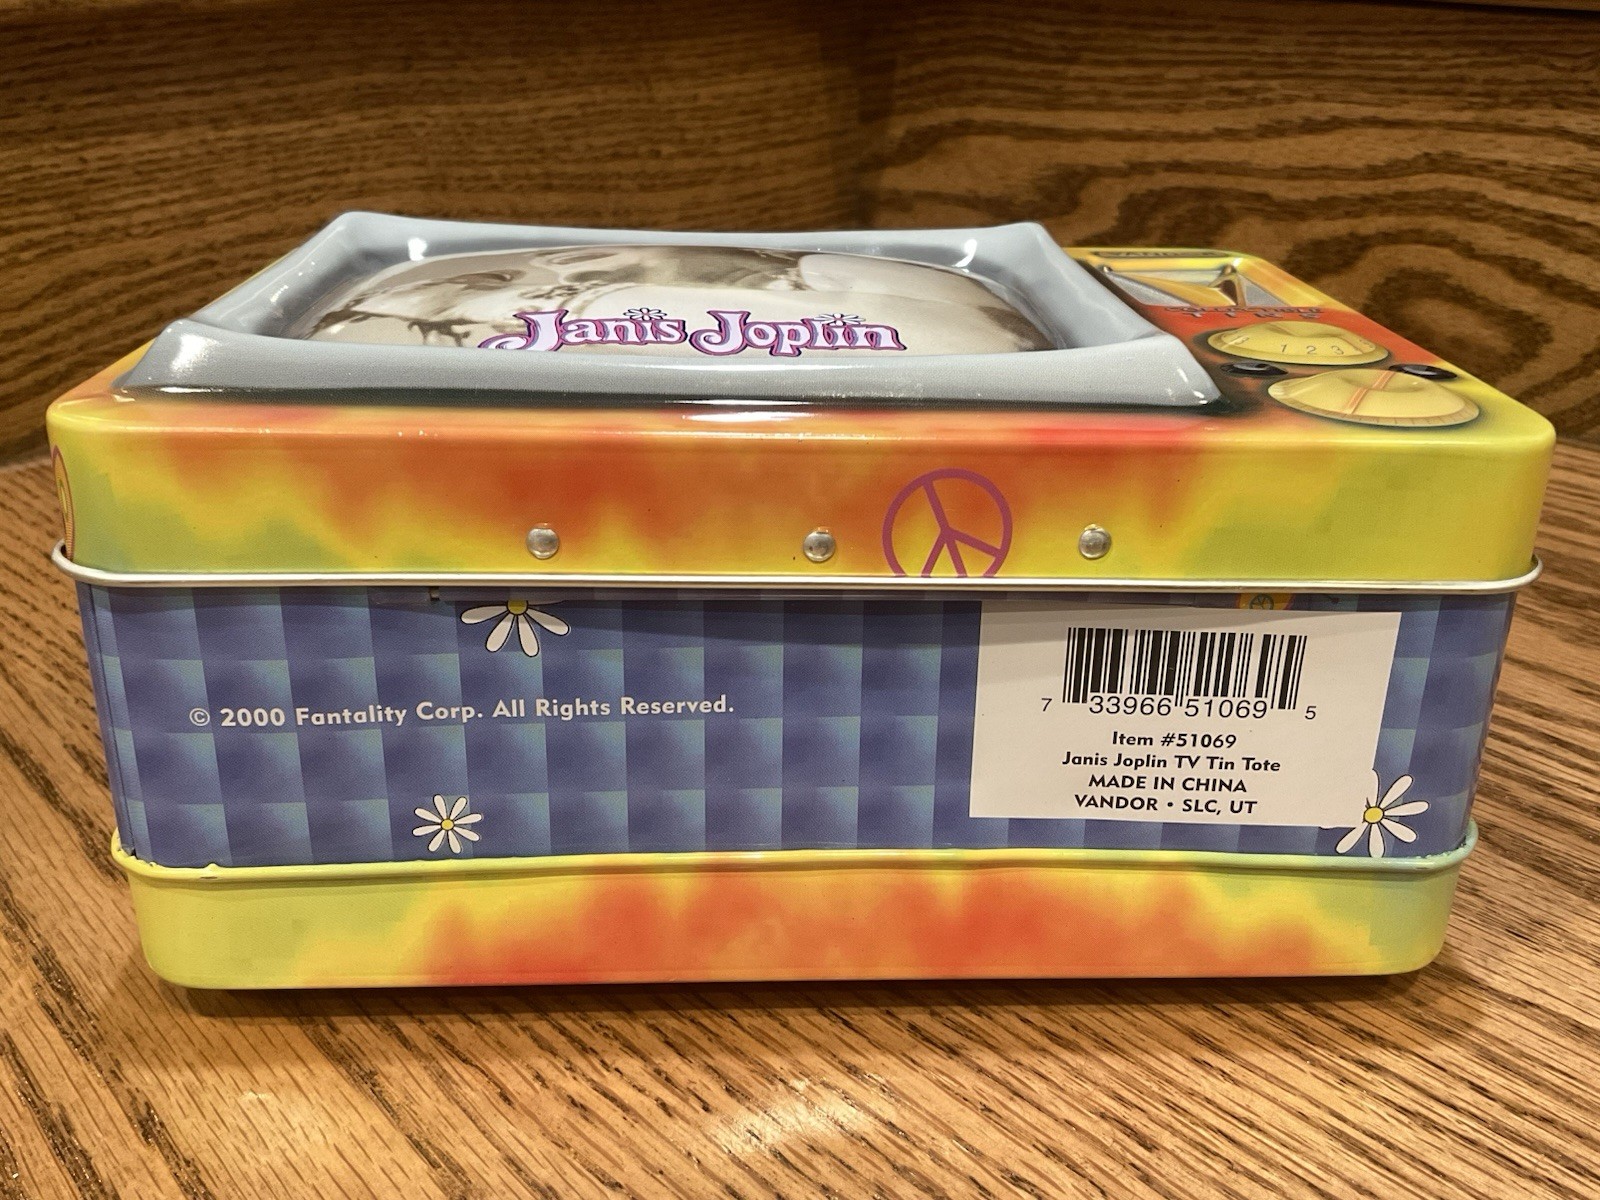 Janis Joplin
1 2 3
© 2000 Fantality Corp. All Rights Reserved.
7 33966 51069 5
Item #51069
Janis Joplin TV Tin Tote
MADE IN CHINA
VANDOR • SLC, UT